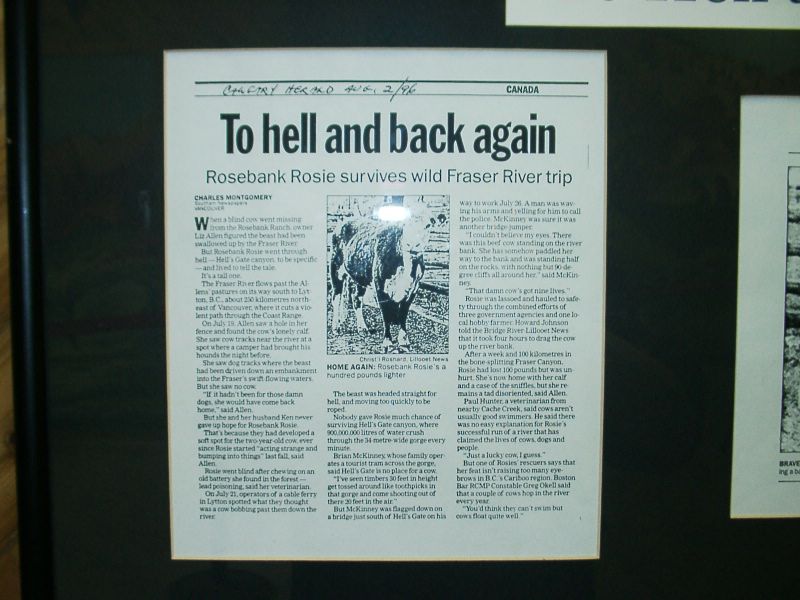 CALGARY HERALD AUG. 2/96
CANADA
To hell and back again
Rosebank Rosie survives wild Fraser River trip
CHARLES MONTGOMERY
Southam Newspapers
VANCOUVER
When a blind cow went missing
from the Rosebank Ranch, owner
Liz Allen figured the beast had been
swallowed up by the Fraser River.
But Rosebank Rosie went through
hell — Hell's Gate canyon, to be specific
— and lived to tell the tale.
It's a tall one.
The Fraser River flows past the Al-
lens' pastures on its way south to Lyt-
ton, B.C., about 250 kilometres north-
east of Vancouver, where it cuts a vio-
lent path through the Coast Range.
On July 19, Allen saw a hole in her
fence and found the cow's lonely calf.
She saw cow tracks near the river at a
spot where a camper had brought his
hounds the night before.
She saw dog tracks where the beast
had been driven down an embankment
into the Fraser's swift flowing waters.
But she saw no cow.
"If it hadn't been for those damn
dogs, she would have come back
home," said Allen.
But she and her husband Ken never
gave up hope for Rosebank Rosie.
That's because they had developed a
soft spot for the two-year-old cow, ever
since Rosie started "acting strange and
bumping into things" last fall, said
Allen.
Rosie went blind after chewing on an
old battery she found in the forest —
lead poisoning, said her veterinarian.
On July 21, operators of a cable ferry
in Lytton spotted what they thought
was a cow bobbing past them down the
river.
Christ'l Roshard, Lillooet News
HOME AGAIN: Rosebank Rosie's a
hundred pounds lighter
The beast was headed straight for
hell, and moving too quickly to be
roped.
Nobody gave Rosie much chance of
surviving Hell's Gate canyon, where
900,000,000 litres of water crush
through the 34-metre-wide gorge every
minute.
Brian McKinney, whose family oper-
ates a tourist tram across the gorge,
said Hell's Gate is no place for a cow.
"I've seen timbers 30 feet in height
get tossed around like toothpicks in
that gorge and come shooting out of
there 20 feet in the air."
But McKinney was flagged down on
a bridge just south of Hell's Gate on his
way to work July 26. A man was wav-
ing his arms and yelling for him to call
the police. McKinney was sure it was
another bridge jumper.
"I couldn't believe my eyes. There
was this beef cow standing on the river
bank. She has somehow paddled her
way to the bank and was standing half
on the rocks, with nothing but 90-de-
gree cliffs all around her," said McKin-
ney.
"That damn cow's got nine lives."
Rosie was lassoed and hauled to safe-
ty through the combined efforts of
three government agencies and one lo-
cal hobby farmer. Howard Johnson
told the Bridge River Lillooet News
that it took four hours to drag the cow
up the river bank.
After a week and 100 kilometres in
the bone-splitting Fraser Canyon,
Rosie had lost 100 pounds but was un-
hurt. She's now home with her calf
and a case of the sniffles, but she re-
mains a tad disoriented, said Allen.
Paul Hunter, a veterinarian from
nearby Cache Creek, said cows aren't
usually good swimmers. He said there
was no easy explanation for Rosie's
successful run of a river that has
claimed the lives of cows, dogs and
people.
"Just a lucky cow, I guess."
But one of Rosies' rescuers says that
her feat isn't raising too many eye-
brows in B.C.'s Cariboo region. Boston
Bar RCMP Constable Greg Okell said
that a couple of cows hop in the river
every year.
"You'd think they can't swim but
cows float quite well."
BRAVE
ing a b